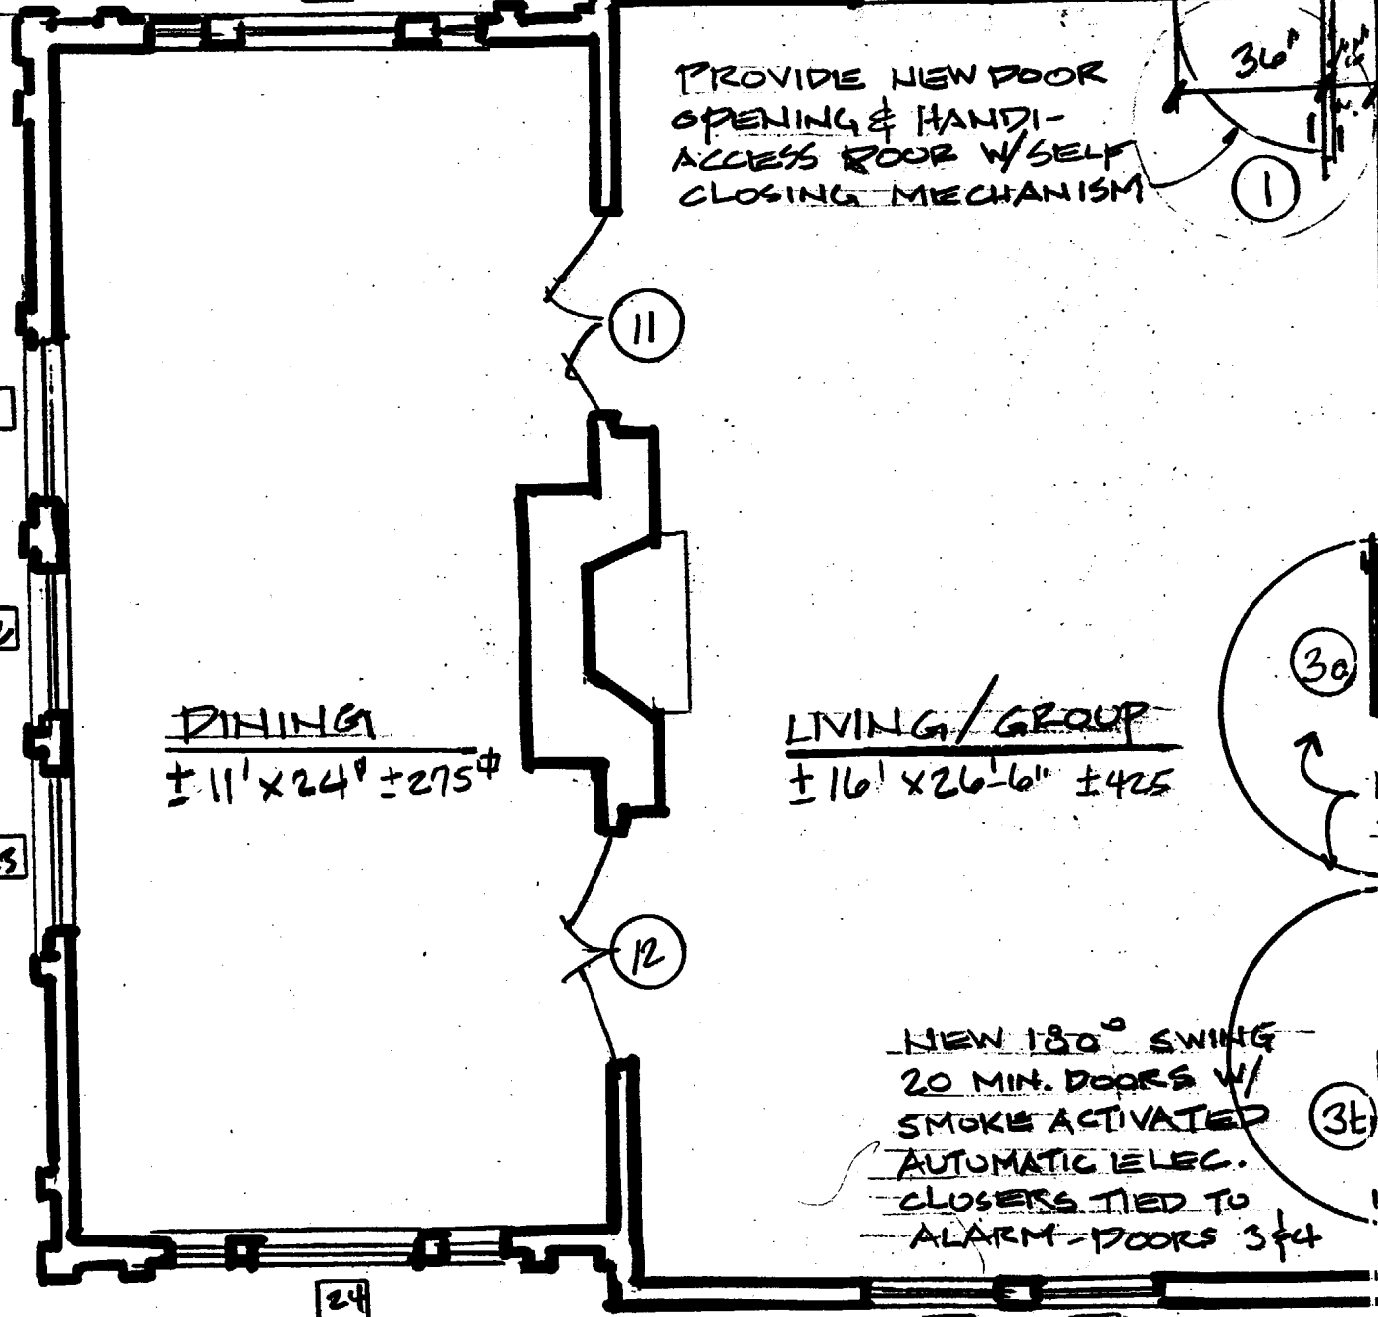 PROVIDE NEW DOOR
OPENING & HANDI-
ACCESS DOOR W/SELF
CLOSING MECHANISM
36"
1
11
3a
DINING
± 11' x 24' ± 275
LIVING/GROUP
± 16' x 26'-6" ± 425
12
NEW 180° SWING
20 MIN. DOORS W/
SMOKE ACTIVATED
AUTOMATIC ELEC.
CLOSERS TIED TO
ALARM - DOORS 3&4
24